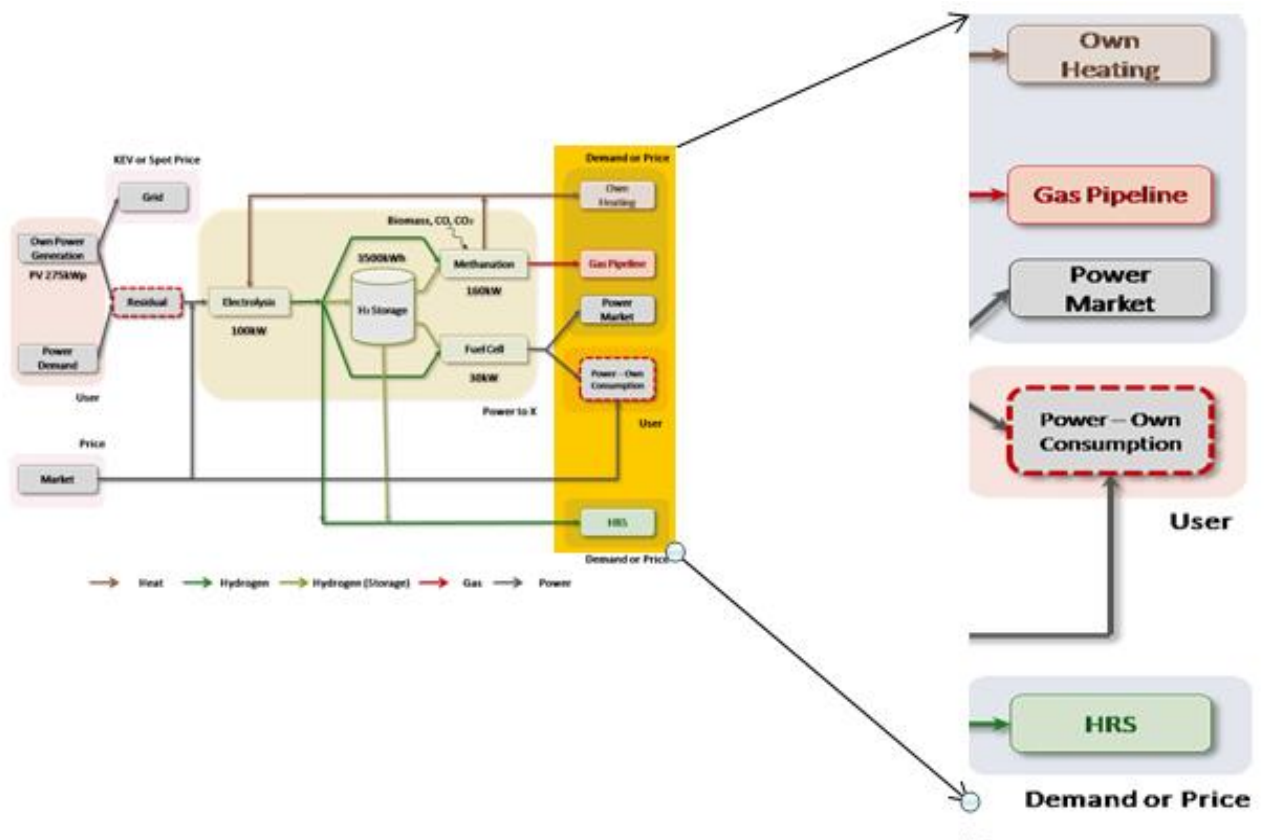 KEV or Spot Price
Grid
Own Power
Generation
PV 275kWp
Residual
Power
Demand
User
Price
Market
Electrolysis
100kW
Biomass, CO, CO₂
3500kWh
H₂ Storage
Methanation
160kW
Fuel Cell
30kW
Power to X
Demand or Price
Own
Heating
Gas Pipeline
Power
Market
Power – Own
Consumption
User
HRS
Demand or Price
Heat
Hydrogen
Hydrogen (Storage)
Gas
Power
Own
Heating
Gas Pipeline
Power
Market
Power – Own
Consumption
User
HRS
Demand or Price